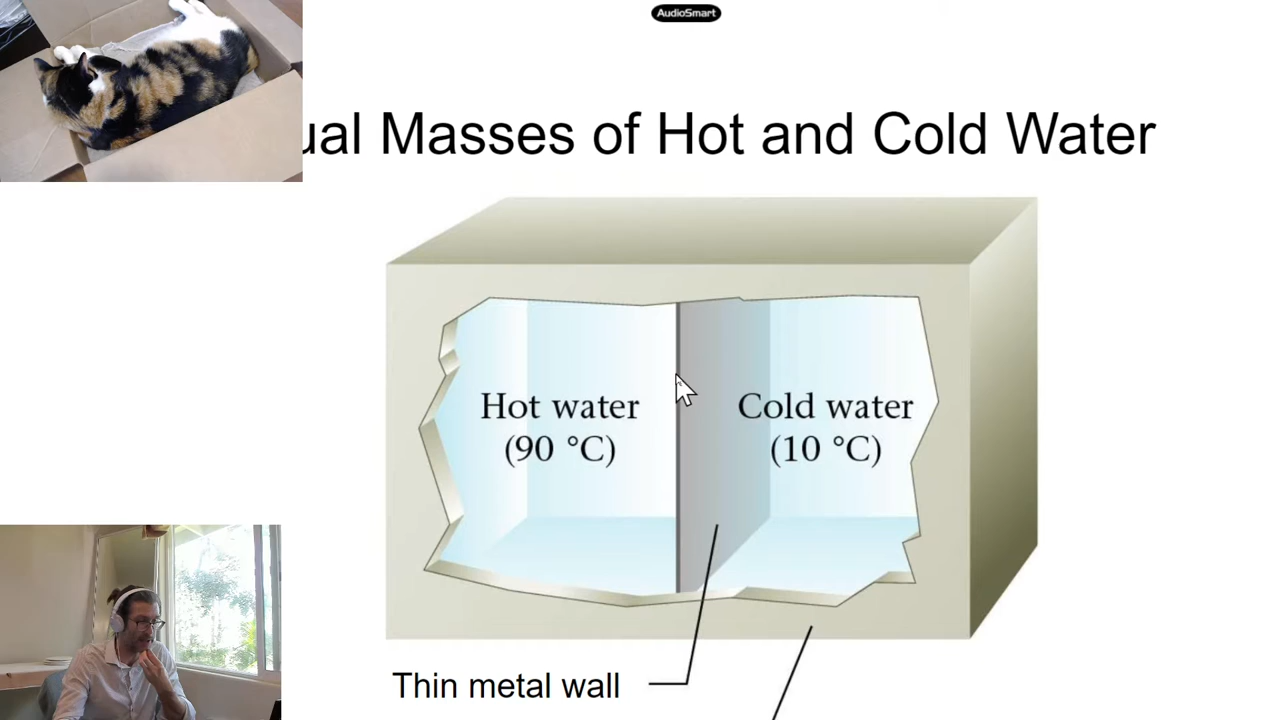 AudioSmart
ual Masses of Hot and Cold Water
Hot water
(90 °C)
Cold water
(10 °C)
Thin metal wall